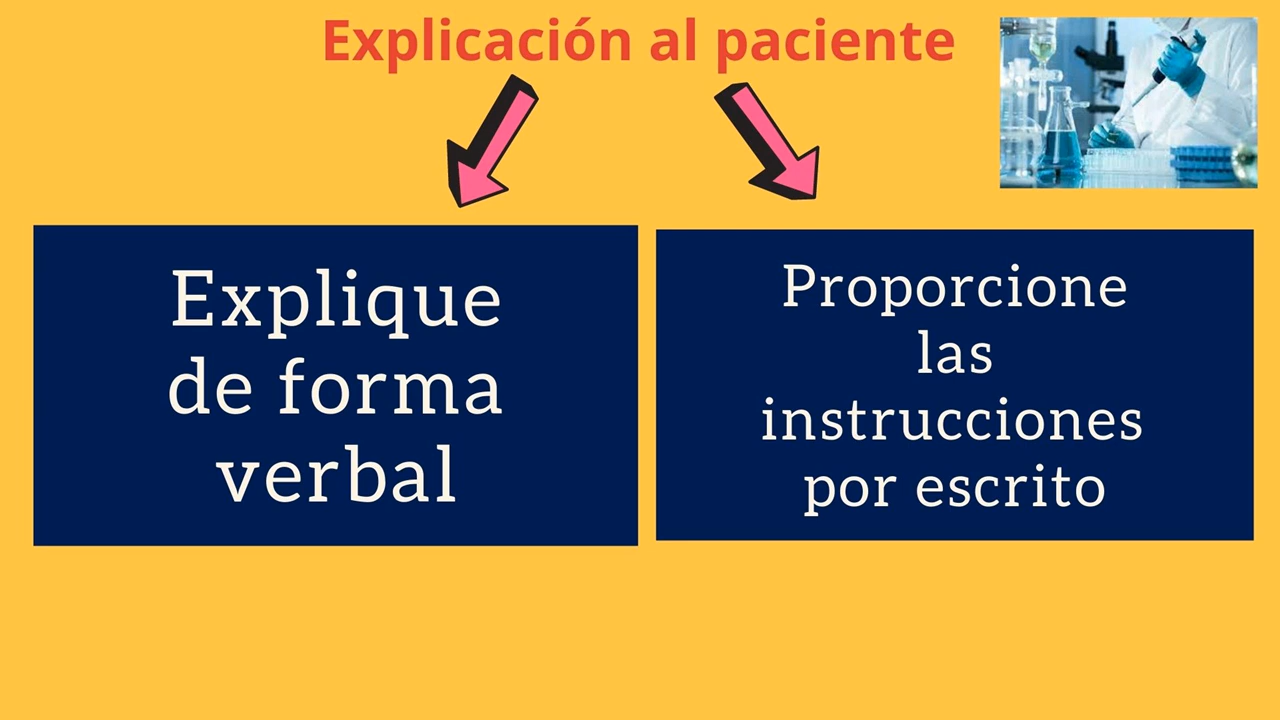 Explicación al paciente
Explique
de forma
verbal
Proporcione
las
instrucciones
por escrito